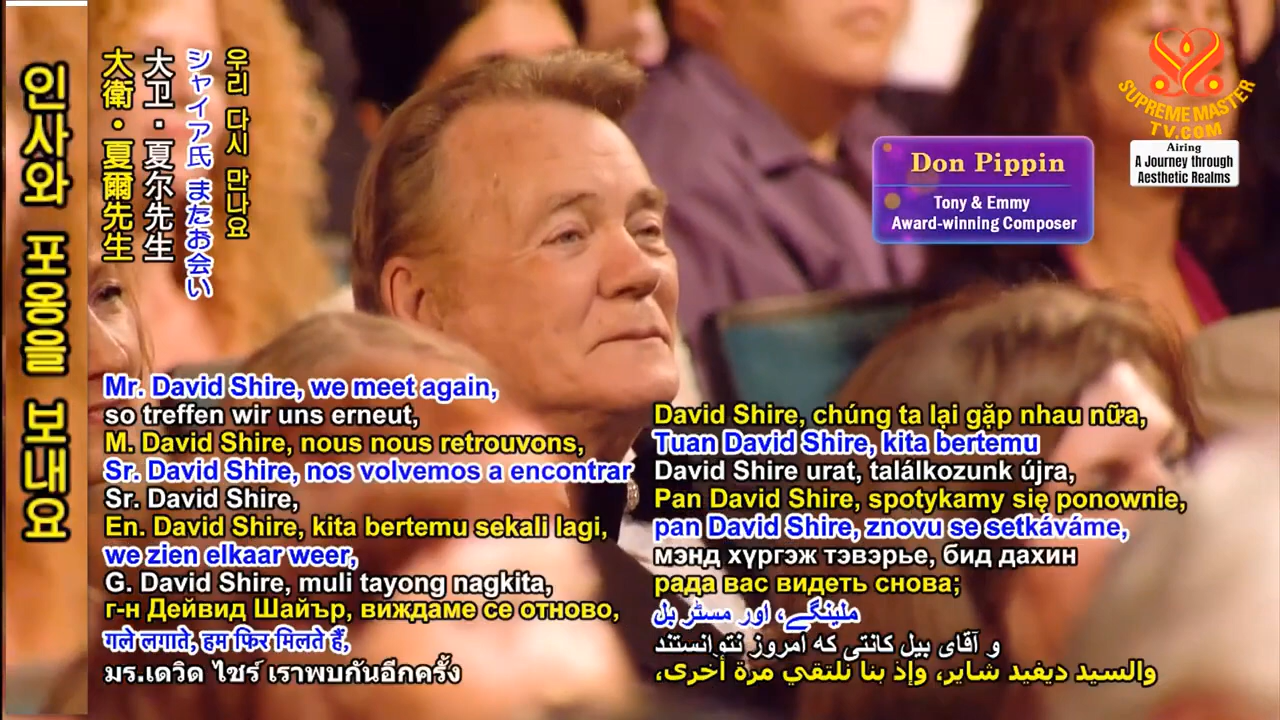 인사와 포옹을 보내요
大衛・夏爾先生
大卫・夏尔先生
シャイア氏 またお会い
우리 다시 만나요
SUPREME MASTER
TV.COM
Airing
A Journey through
Aesthetic Realms
Don Pippin
Tony & Emmy
Award-winning Composer
Mr. David Shire, we meet again,
so treffen wir uns erneut,
M. David Shire, nous nous retrouvons,
Sr. David Shire, nos volvemos a encontrar
Sr. David Shire,
En. David Shire, kita bertemu sekali lagi,
we zien elkaar weer,
G. David Shire, muli tayong nagkita,
г-н Дейвид Шайър, виждаме се отново,
गले लगाते, हम फिर मिलते हैं,
มร.เดวิด ไชร์ เราพบกันอีกครั้ง
David Shire, chúng ta lại gặp nhau nữa,
Tuan David Shire, kita bertemu
David Shire urat, találkozunk újra,
Pan David Shire, spotykamy się ponownie,
pan David Shire, znovu se setkáváme,
мэнд хүргэж тэвэрье, бид дахин
рада вас видеть снова;
ملینگے، اور مسٹر بل
و آقای بیل کانتی که امروز نتوانستند
والسيد ديفيد شاير، وإذ بنا نلتقي مرة أخرى،